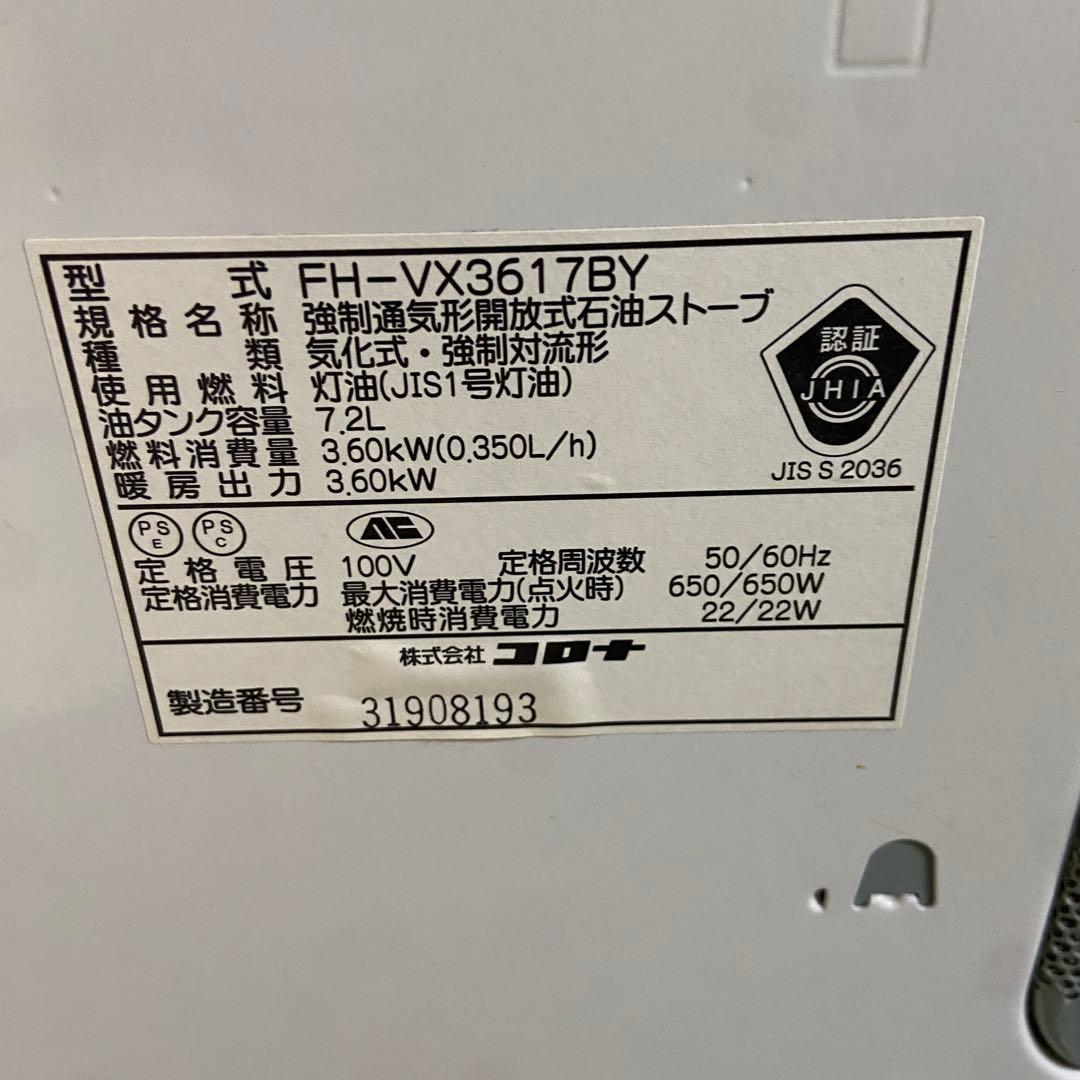 型式 FH-VX3617BY
規格名称 強制通気形開放式石油ストーブ
種類 気化式・強制対流形
使用燃料 灯油(JIS1号灯油)
油タンク容量 7.2L
燃料消費量 3.60kW(0.350L/h)
暖房出力 3.60kW
認証
JHIA
JIS S 2036
PS E PS C
定格電圧 100V 定格周波数 50/60Hz
定格消費電力 最大消費電力(点火時) 650/650W
燃焼時消費電力 22/22W
株式会社 コロナ
製造番号 31908193